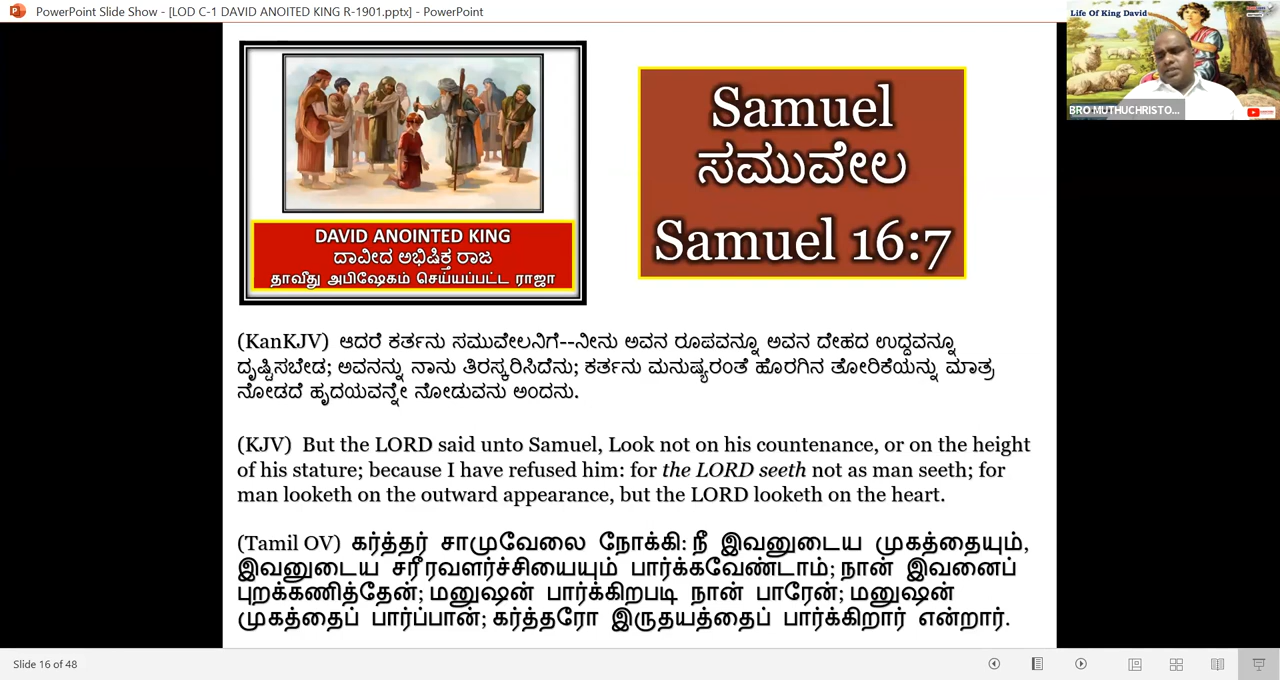 PowerPoint Slide Show - [LOD C-1 DAVID ANOITED KING R-1901.pptx] - PowerPoint
Life Of King David
BRO MUTHUCHRISTO...
DAVID ANOINTED KING
ದಾವೀದ ಅಭಿಷಿಕ್ತ ರಾಜ
தாவீது அபிஷேகம் செய்யப்பட்ட ராஜா
Samuel
ಸಮುವೇಲ
Samuel 16:7
(KanKJV) ಆದರೆ ಕರ್ತನು ಸಮುವೇಲನಿಗೆ--ನೀನು ಅವನ ರೂಪವನ್ನೂ ಅವನ ದೇಹದ ಉದ್ದವನ್ನೂ
ದೃಷ್ಟಿಸಬೇಡ; ಅವನನ್ನು ನಾನು ತಿರಸ್ಕರಿಸಿದೆನು; ಕರ್ತನು ಮನುಷ್ಯರಂತೆ ಹೊರಗಿನ ತೋರಿಕೆಯನ್ನು ಮಾತ್ರ
ನೋಡದೆ ಹೃದಯವನ್ನೇ ನೋಡುವನು ಅಂದನು.
(KJV) But the LORD said unto Samuel, Look not on his countenance, or on the height
of his stature; because I have refused him: for the LORD seeth not as man seeth; for
man looketh on the outward appearance, but the LORD looketh on the heart.
(Tamil OV) கர்த்தர் சாமுவேலை நோக்கி: நீ இவனுடைய முகத்தையும்,
இவனுடைய சரீரவளர்ச்சியையும் பார்க்கவேண்டாம்; நான் இவனைப்
புறக்கணித்தேன்; மனுஷன் பார்க்கிறபடி நான் பாரேன்; மனுஷன்
முகத்தைப் பார்ப்பான்; கர்த்தரோ இருதயத்தைப் பார்க்கிறார் என்றார்.
Slide 16 of 48